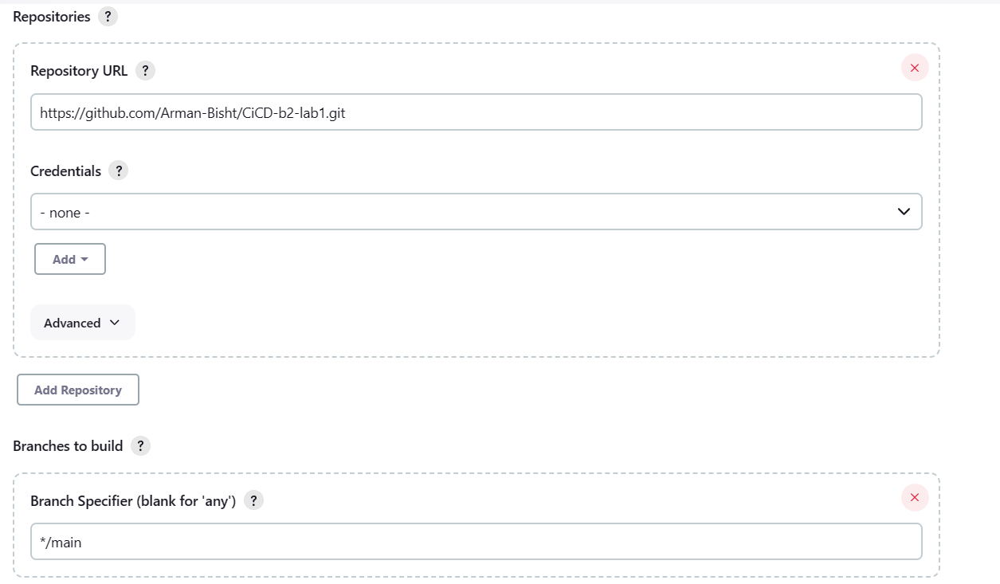 Repositories ?
Repository URL ?
https://github.com/Arman-Bisht/CiCD-b2-lab1.git
Credentials ?
- none -
Add
Advanced
Add Repository
Branches to build ?
Branch Specifier (blank for 'any') ?
*/main